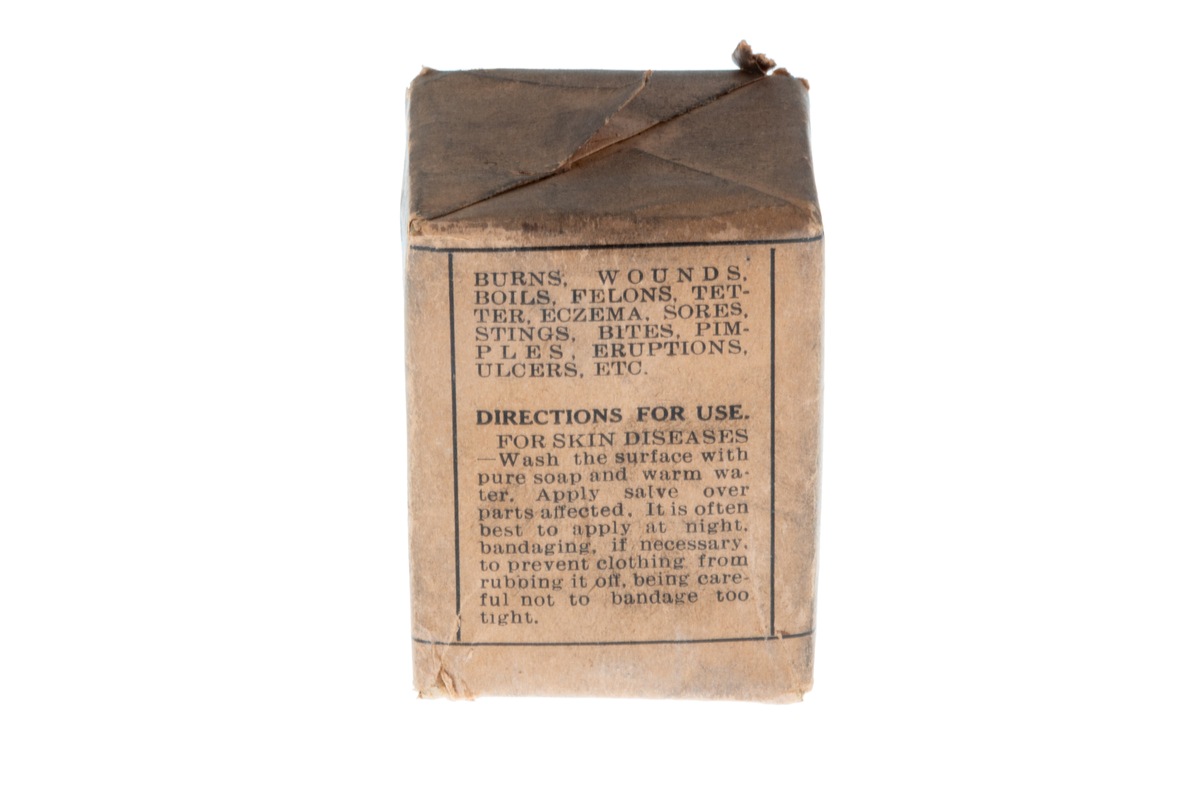 BURNS, WOUNDS,
BOILS, FELONS, TET-
TER, ECZEMA, SORES,
STINGS, BITES, PIM-
PLES, ERUPTIONS,
ULCERS, ETC.
DIRECTIONS FOR USE.
FOR SKIN DISEASES
—Wash the surface with
pure soap and warm wa-
ter. Apply salve over
parts affected. It is often
best to apply at night,
bandaging, if necessary,
to prevent clothing from
rubbing it off, being care-
ful not to bandage too
tight.